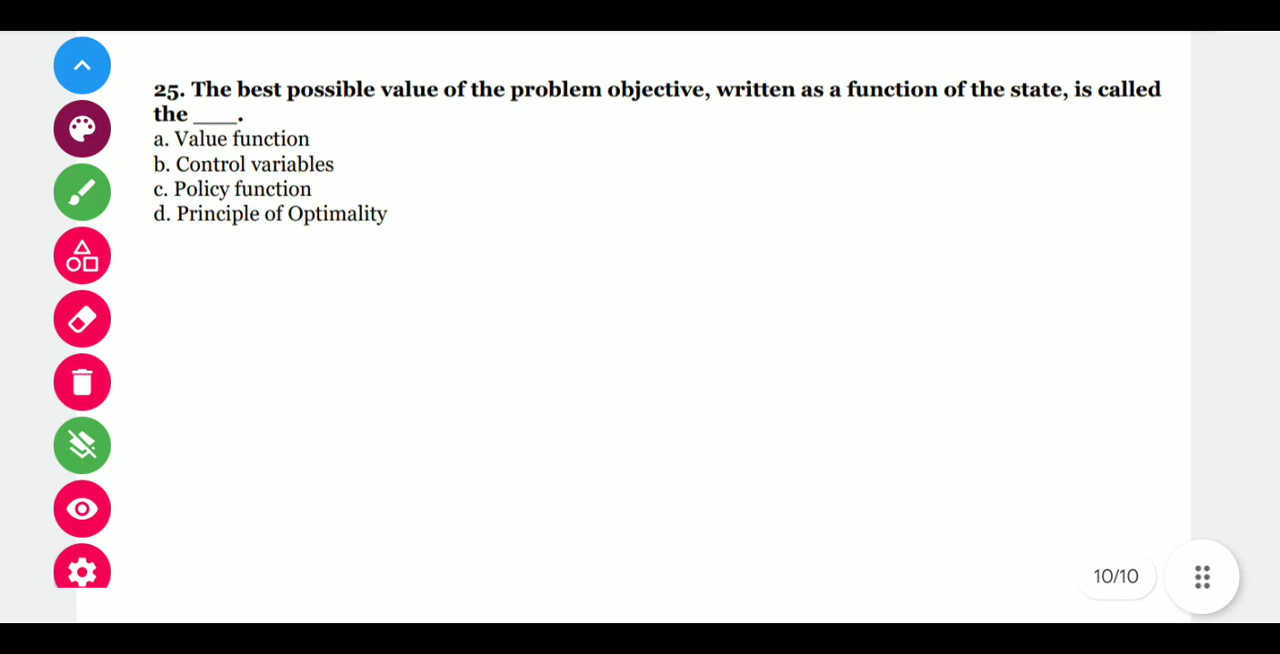 25. The best possible value of the problem objective, written as a function of the state, is called
the ____.
a. Value function
b. Control variables
c. Policy function
d. Principle of Optimality
10/10